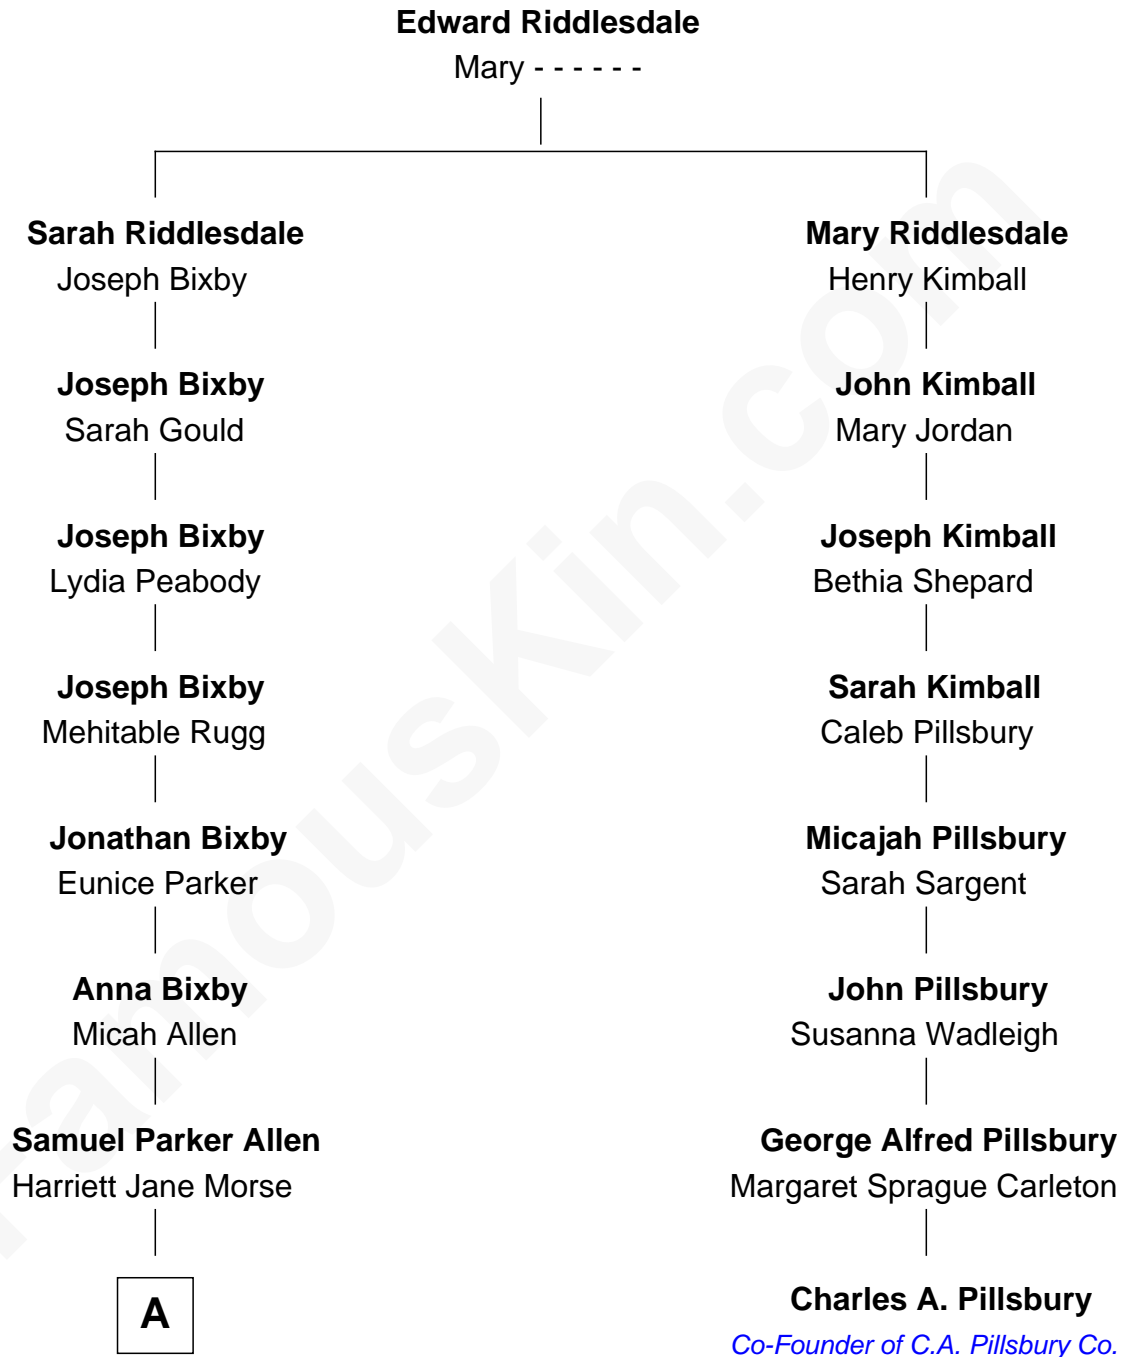 Edward Riddlesdale
Mary - - - - - -
Sarah Riddlesdale
Joseph Bixby
Mary Riddlesdale
Henry Kimball
Joseph Bixby
Sarah Gould
John Kimball
Mary Jordan
Joseph Bixby
Lydia Peabody
Joseph Kimball
Bethia Shepard
Joseph Bixby
Mehitable Rugg
Sarah Kimball
Caleb Pillsbury
Jonathan Bixby
Eunice Parker
Micajah Pillsbury
Sarah Sargent
Anna Bixby
Micah Allen
John Pillsbury
Susanna Wadleigh
Samuel Parker Allen
Harriett Jane Morse
George Alfred Pillsbury
Margaret Sprague Carleton
A
Charles A. Pillsbury
Co-Founder of C.A. Pillsbury Co.
FamousKin.com